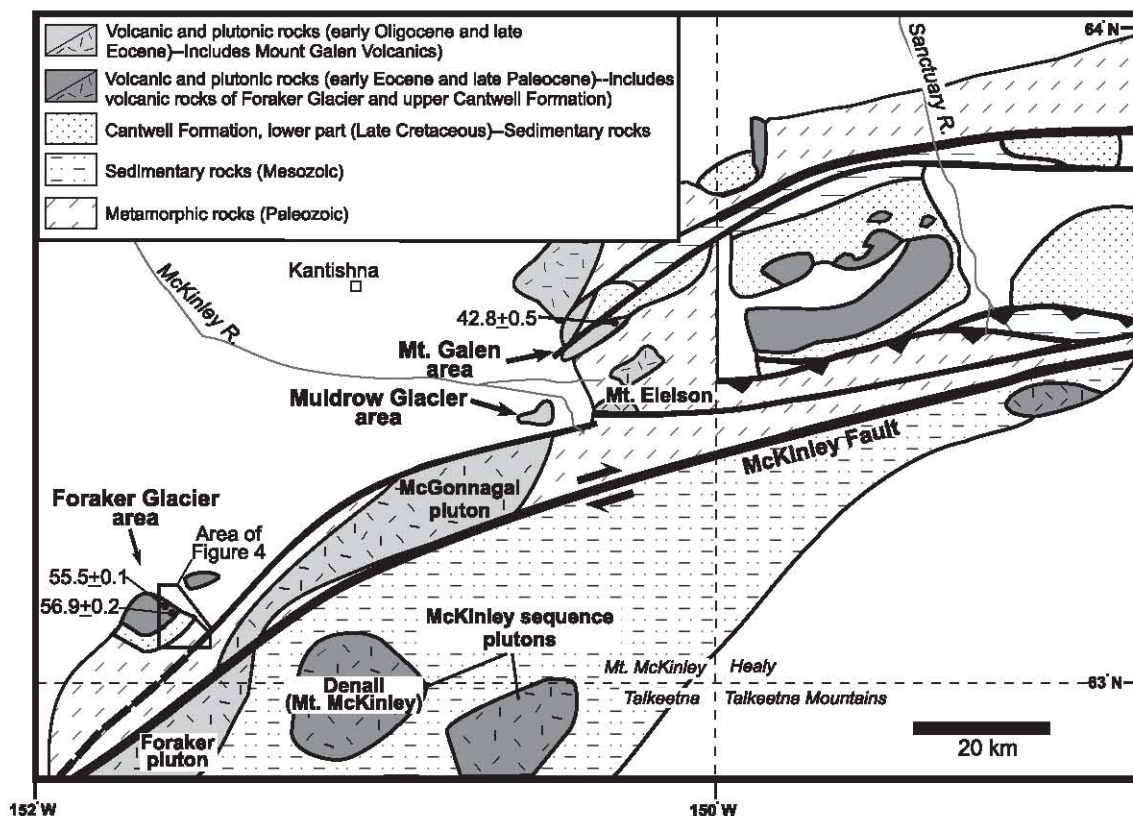 Volcanic and plutonic rocks (early Oligocene and late
Eocene)–Includes Mount Galen Volcanics)
Volcanic and plutonic rocks (early Eocene and late Paleocene)--Includes
volcanic rocks of Foraker Glacier and upper Cantwell Formation)
Cantwell Formation, lower part (Late Cretaceous)–Sedimentary rocks
Sedimentary rocks (Mesozoic)
Metamorphic rocks (Paleozoic)
64° N
Sanctuary R.
Kantishna
McKinley R.
42.8±0.5
Mt. Galen
area
Muldrow Glacier
area
Mt. Eielson
McKinley Fault
McGonnagal
pluton
Foraker Glacier
area
Area of
Figure 4
55.5±0.1
56.9±0.2
McKinley sequence
plutons
Denali
(Mt. McKinley)
Foraker
pluton
Mt. McKinley
Healy
Talkeetna
Talkeetna Mountains
63° N
20 km
152° W
150° W